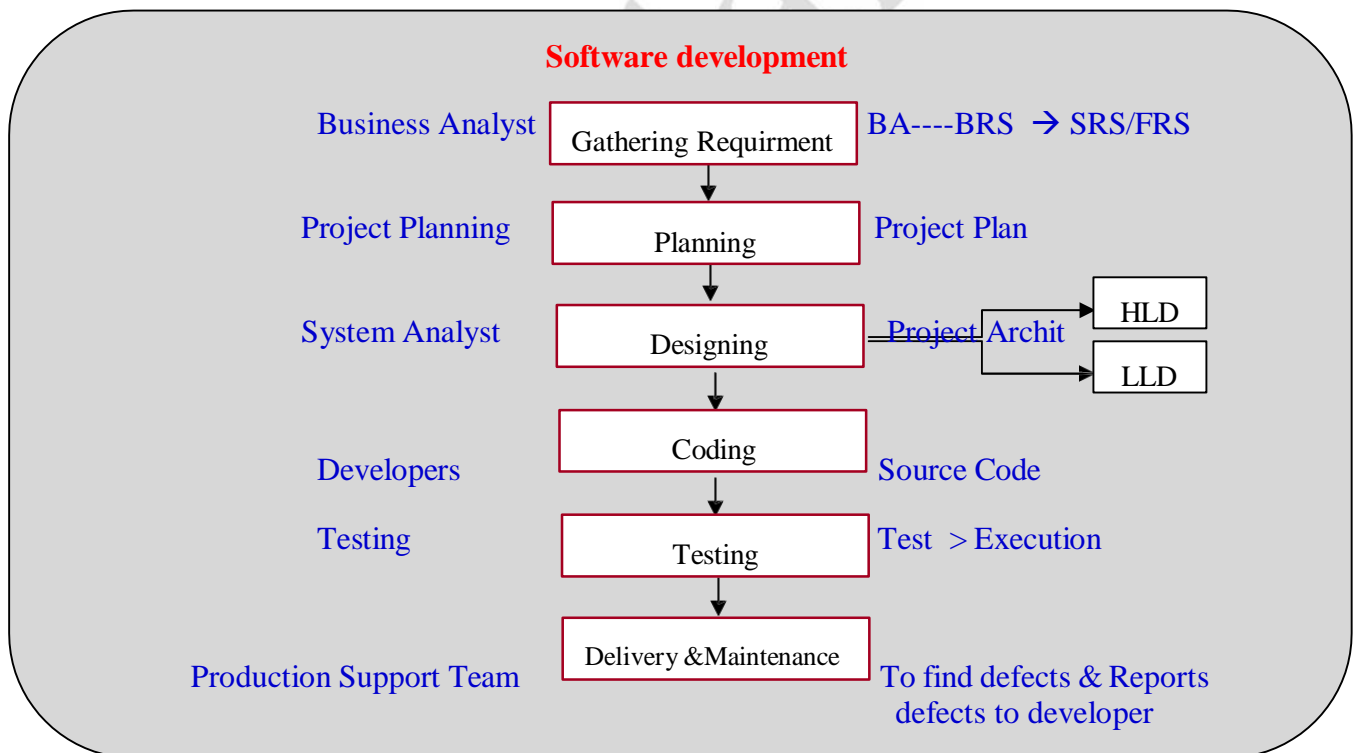 Software development
Business Analyst
Gathering Requirment
BA----BRS → SRS/FRS
Project Planning
Planning
Project Plan
System Analyst
Designing
Project Archit
HLD
LLD
Developers
Coding
Source Code
Testing
Testing
Test > Execution
Production Support Team
Delivery &Maintenance
To find defects & Reports
defects to developer